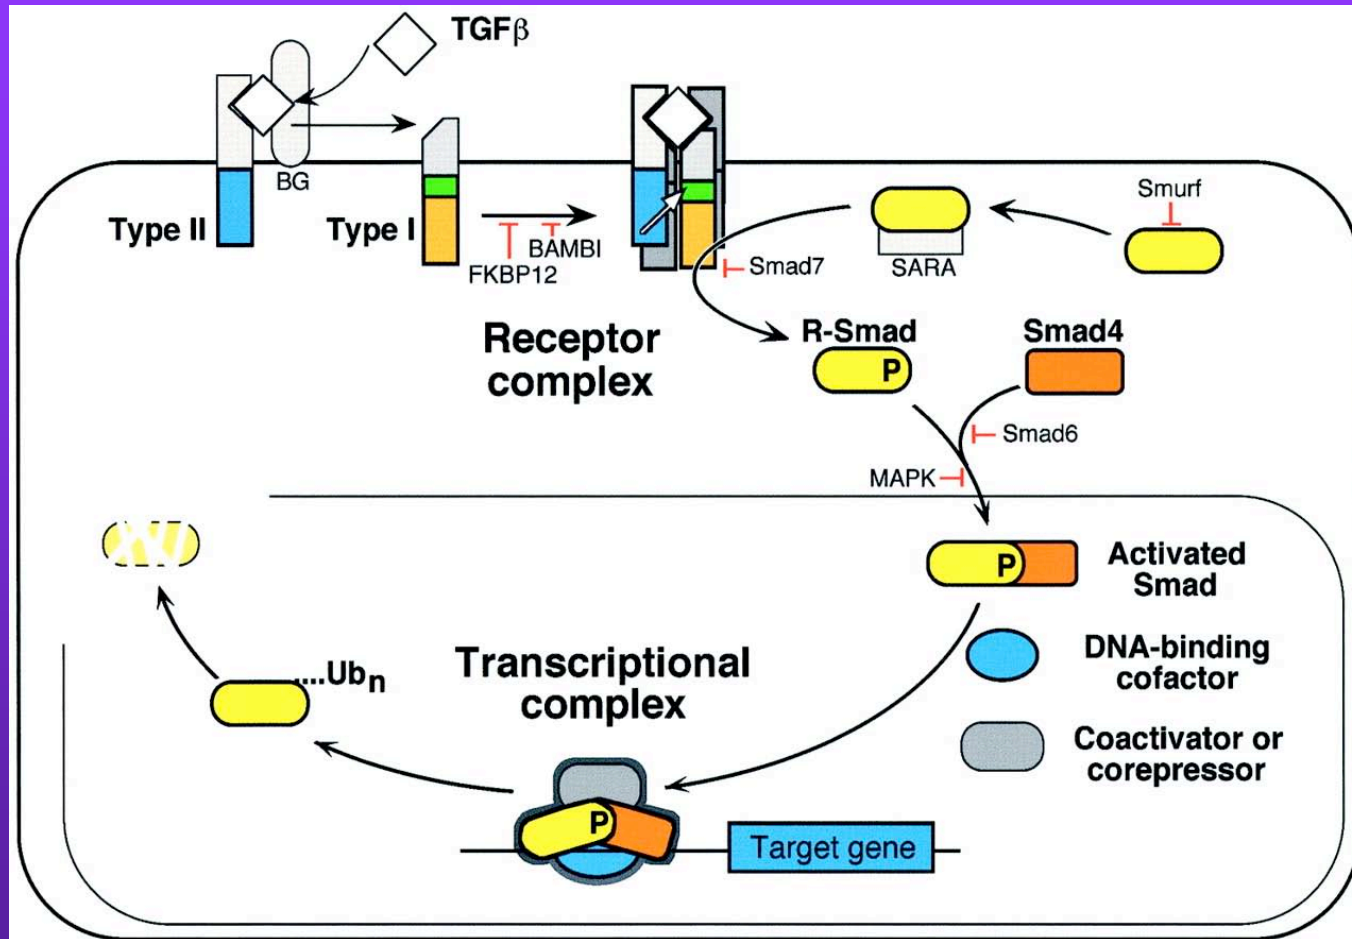 TGFβ
BG
Type II
Type I
BAMBI
FKBP12
Smurf
SARA
Smad7
Receptor
complex
R-Smad
P
Smad4
Smad6
MAPK
P
Activated
Smad
DNA-binding
cofactor
Coactivator or
corepressor
Transcriptional
complex
....Ubn
P
Target gene